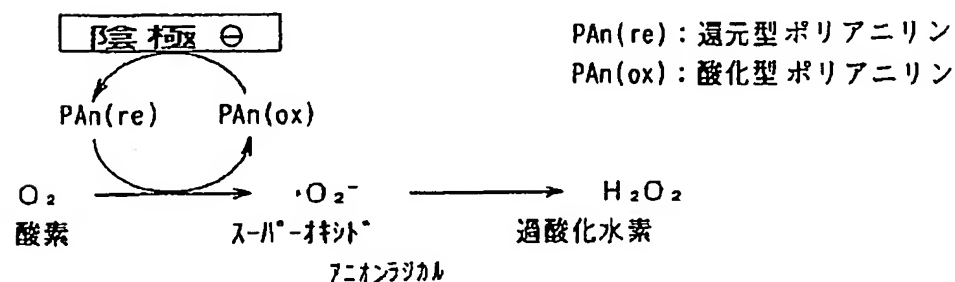 陰極 ⊖
PAn(re)：還元型ポリアニリン
PAn(ox)：酸化型ポリアニリン
PAn(re) PAn(ox)
O₂ ・O₂⁻ H₂O₂
酸素 スーパーオキシド 過酸化水素
アニオンラジカル